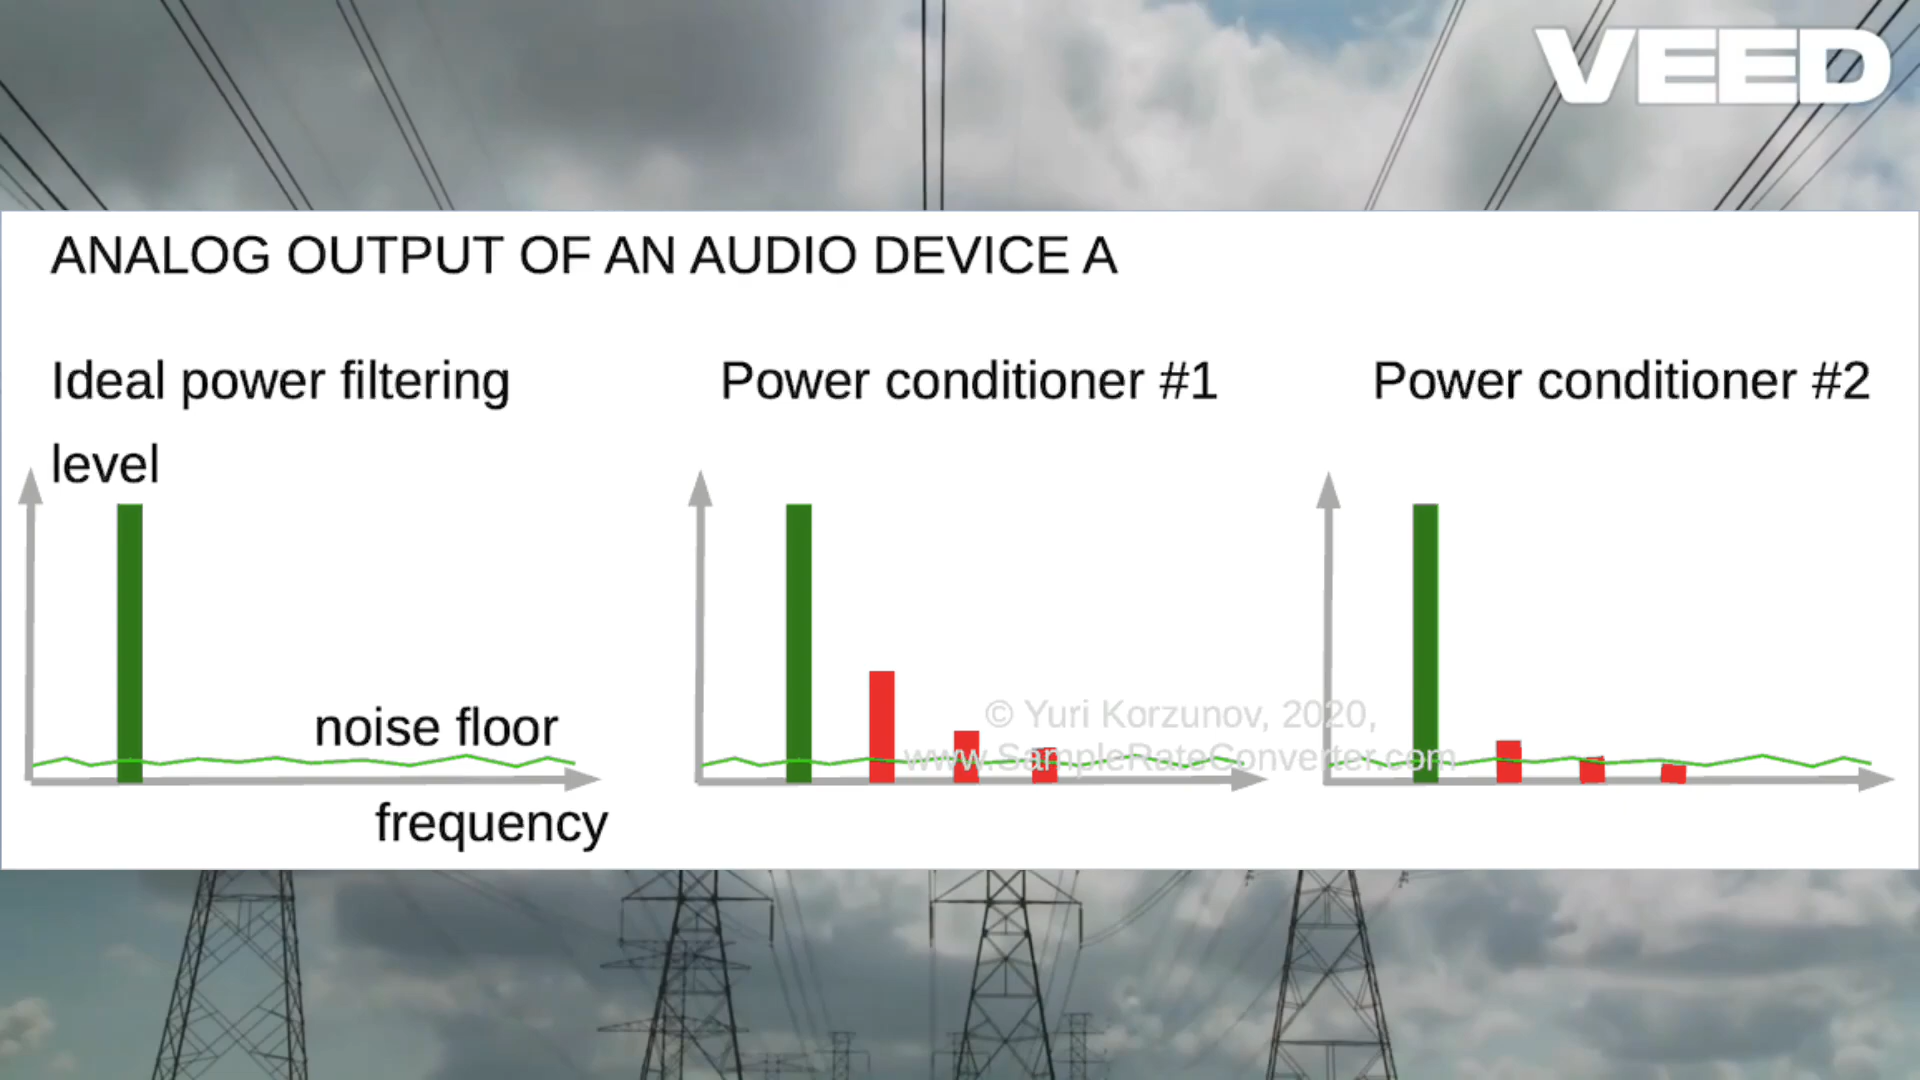 VEED
ANALOG OUTPUT OF AN AUDIO DEVICE A
Ideal power filtering
Power conditioner #1
Power conditioner #2
level
noise floor
© Yuri Korzunov, 2020,
www.SampleRateConverter.com
frequency